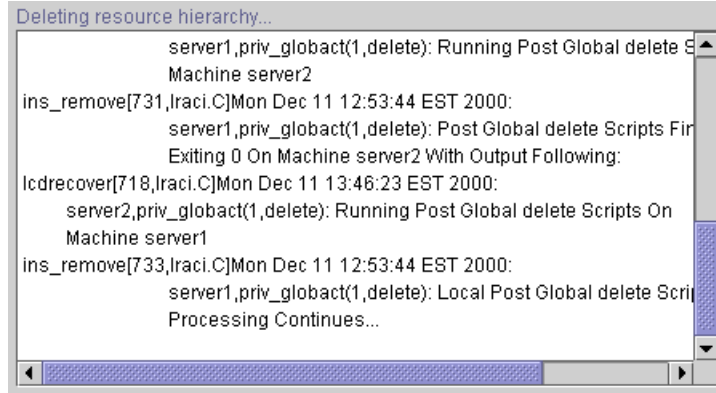 Deleting resource hierarchy...
server1,priv_globact(1,delete): Running Post Global delete S
Machine server2
ins_remove[731,lraci.C]Mon Dec 11 12:53:44 EST 2000:
server1,priv_globact(1,delete): Post Global delete Scripts Fin
Exiting 0 On Machine server2 With Output Following:
lcdrecover[718,lraci.C]Mon Dec 11 13:46:23 EST 2000:
server2,priv_globact(1,delete): Running Post Global delete Scripts On
Machine server1
ins_remove[733,lraci.C]Mon Dec 11 12:53:44 EST 2000:
server1,priv_globact(1,delete): Local Post Global delete Scrip
Processing Continues...